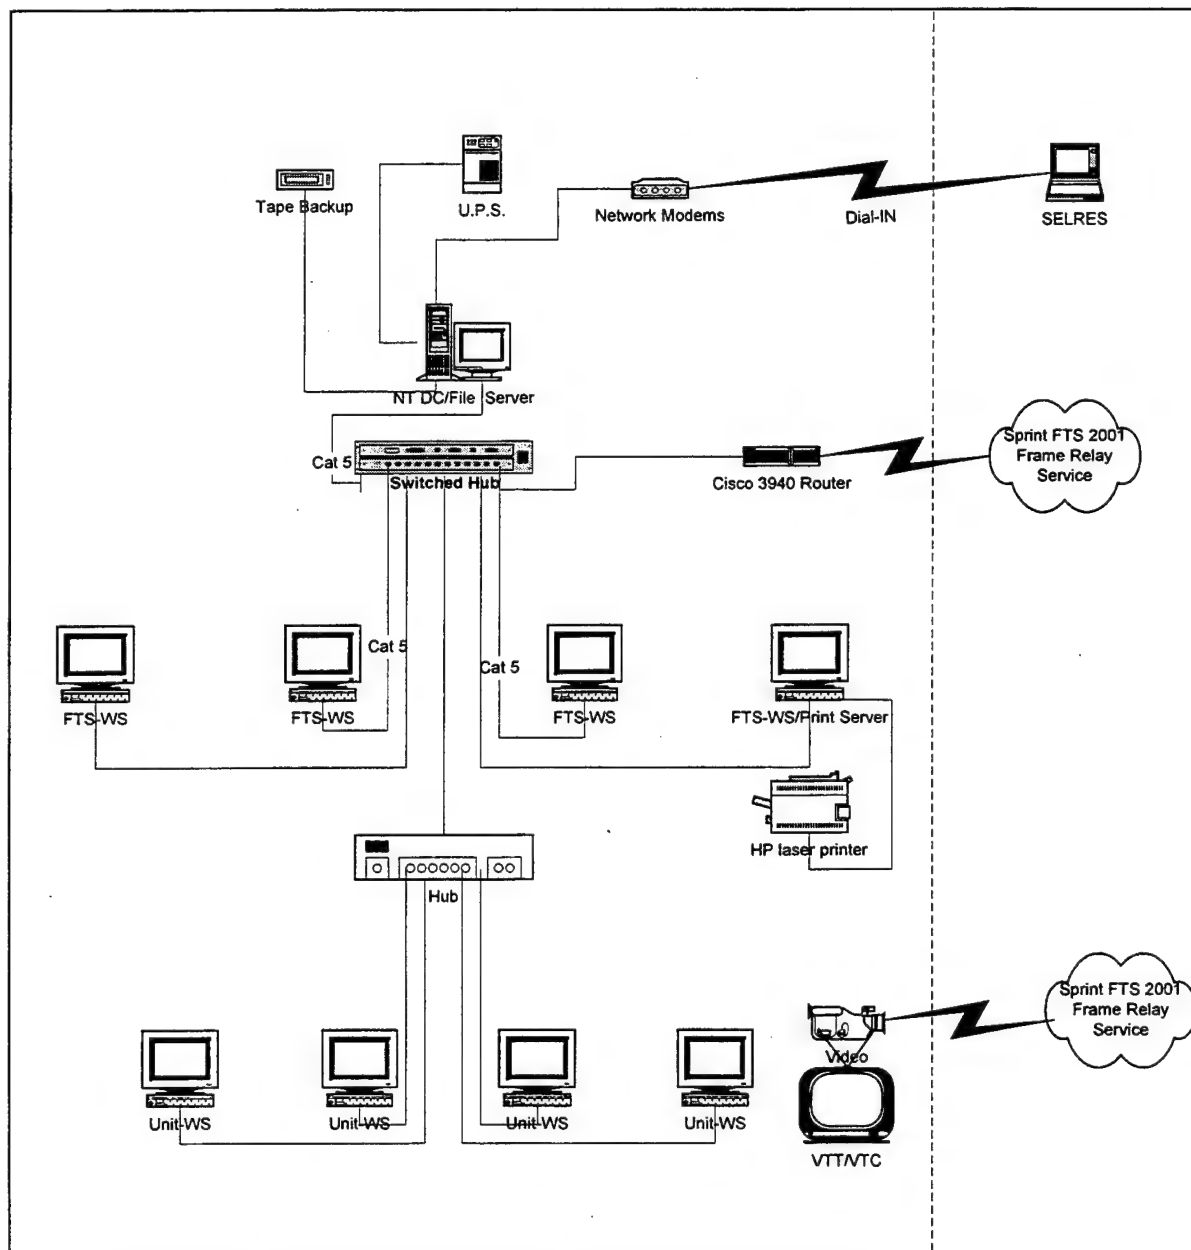 Tape Backup
U.P.S.
Network Modems
Dial-IN
SELRES
NT DC/File Server
Sprint FTS 2001
Frame Relay
Service
Cat 5
Switched Hub
Cisco 3940 Router
Cat 5
Cat 5
FTS-WS
FTS-WS
FTS-WS
FTS-WS/Print Server
HP laser printer
Hub
Sprint FTS 2001
Frame Relay
Service
Video
Unit-WS
Unit-WS
Unit-WS
Unit-WS
VTT/VTC